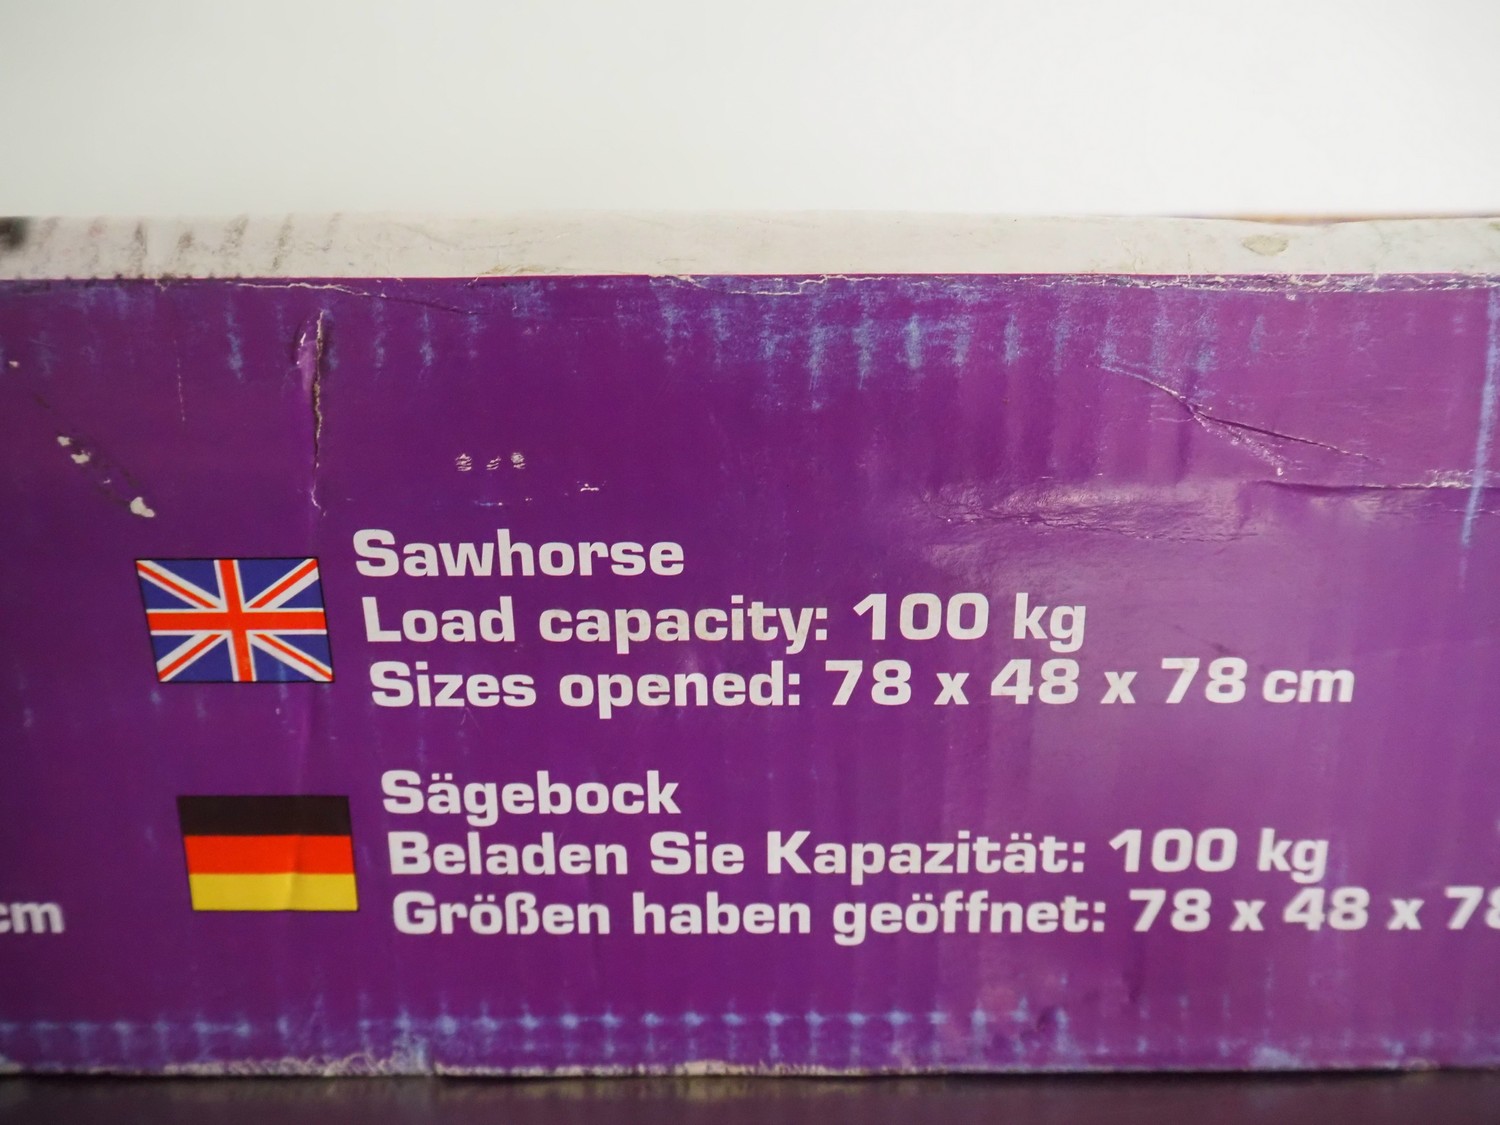 Sawhorse
Load capacity: 100 kg
Sizes opened: 78 x 48 x 78 cm
Sägebock
Beladen Sie Kapazität: 100 kg
Größen haben geöffnet: 78 x 48 x 78
cm